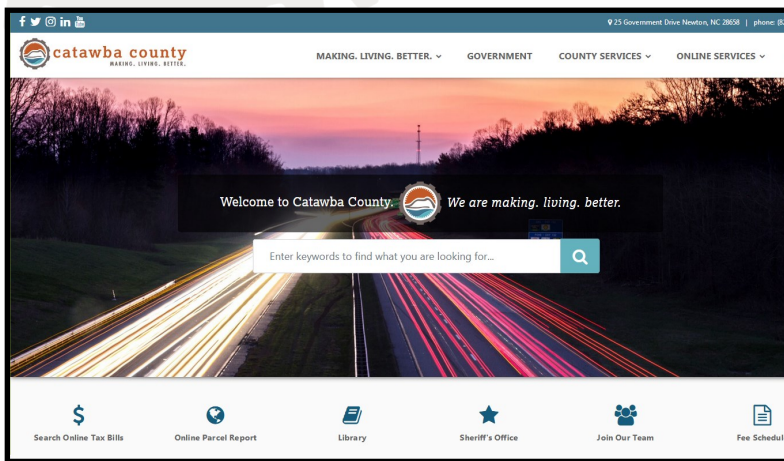 25 Government Drive Newton, NC 28658 | phone: (82
catawba county
MAKING. LIVING. BETTER.
MAKING. LIVING. BETTER.
GOVERNMENT
COUNTY SERVICES
ONLINE SERVICES
Welcome to Catawba County. We are making. living. better.
Enter keywords to find what you are looking for...
Search Online Tax Bills
Online Parcel Report
Library
Sheriff's Office
Join Our Team
Fee Schedul